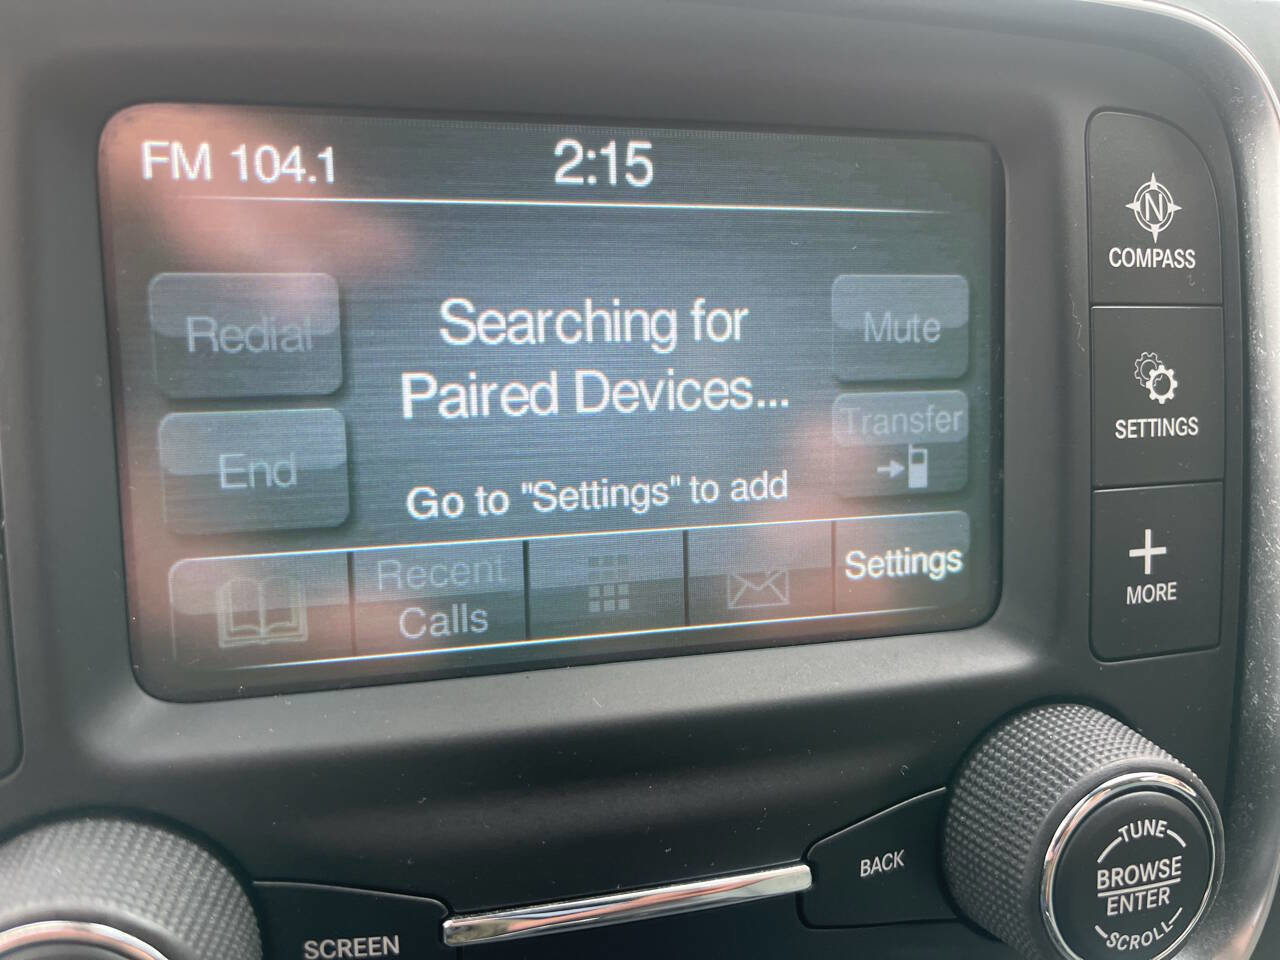 FM 104.1
2:15
Redial
Searching for
Paired Devices...
Mute
Transfer
End
Go to "Settings" to add
Recent
Calls
Settings
N
COMPASS
SETTINGS
MORE
SCREEN
BACK
TUNE
BROWSE
ENTER
SCROLL